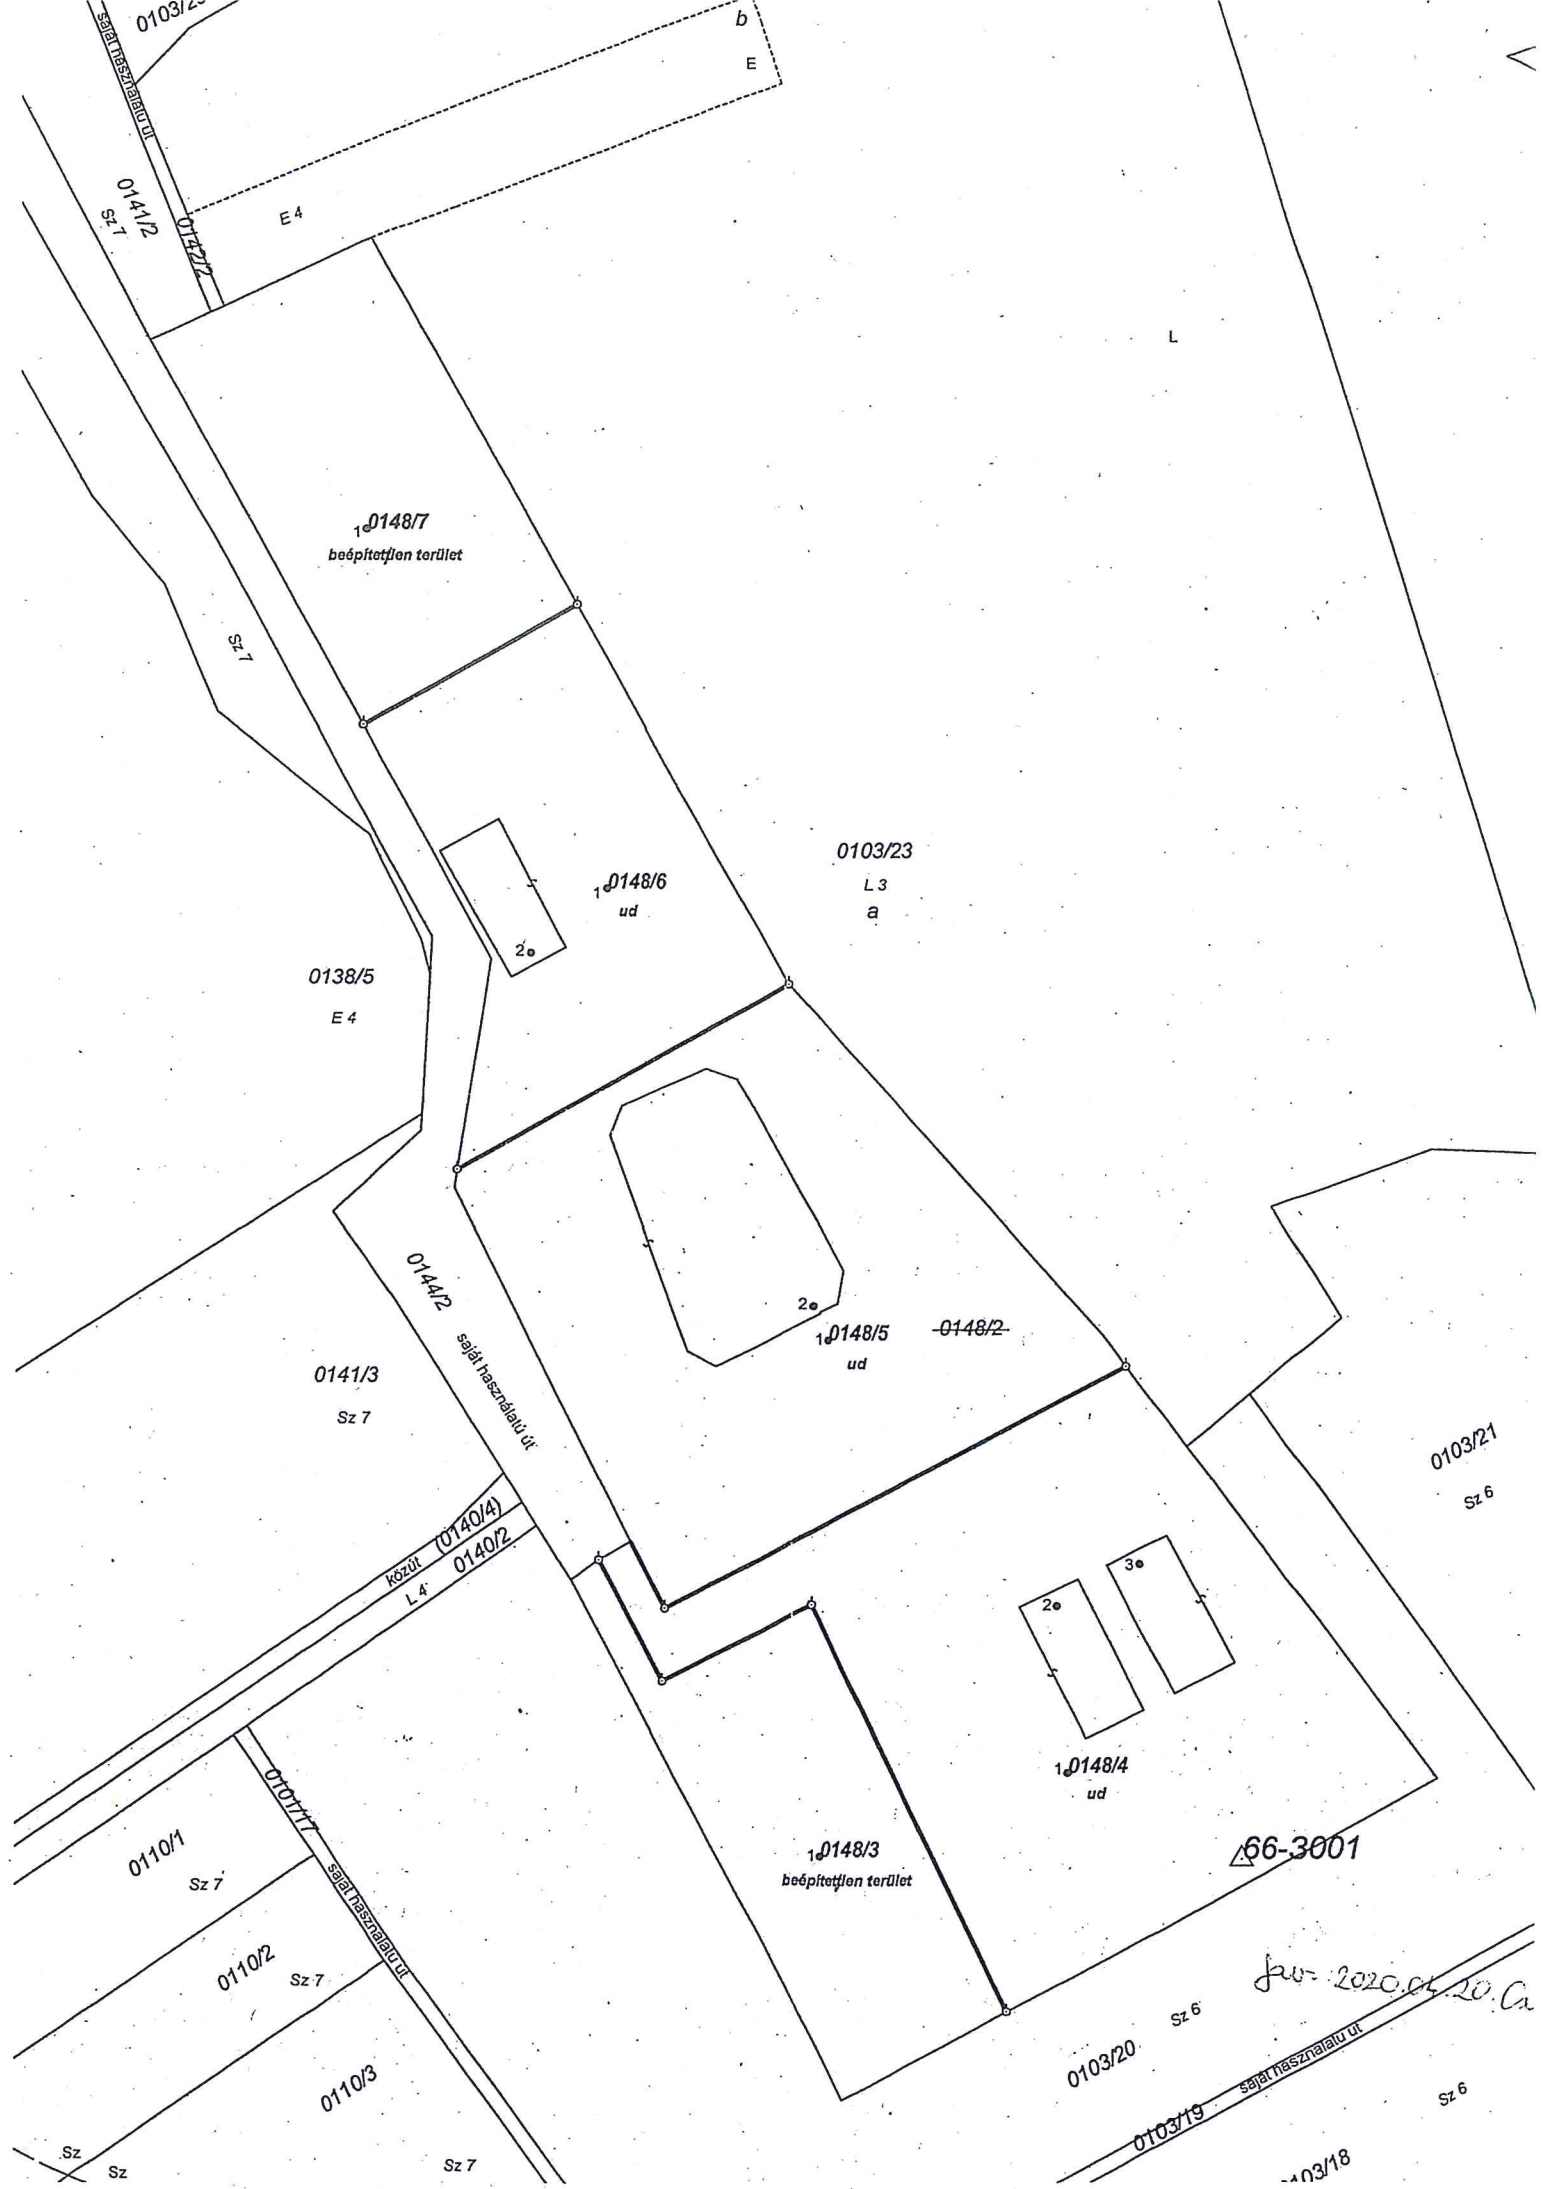 b
E
saját használatú út
0141/2
Sz 7
0142/2
E 4
L
1 0148/7
beépítetlen terület
Sz 7
0103/23
L 3
a
1 0148/6
ud
2
0138/5
E 4
0144/2
saját használatú út
2
1 0148/5
ud
0148/2
0141/3
Sz 7
0103/21
Sz 6
közút (0140/4)
L 4 0140/2
3
2
1 0148/4
ud
0101/17
saját használatú út
0110/1
Sz 7
1 0148/3
beépítetlen terület
66-3001
0110/2
Sz 7
2020.04.20.
Sz 6
0103/20
saját használatú út
0103/19
Sz 6
0110/3
Sz
Sz
Sz 7